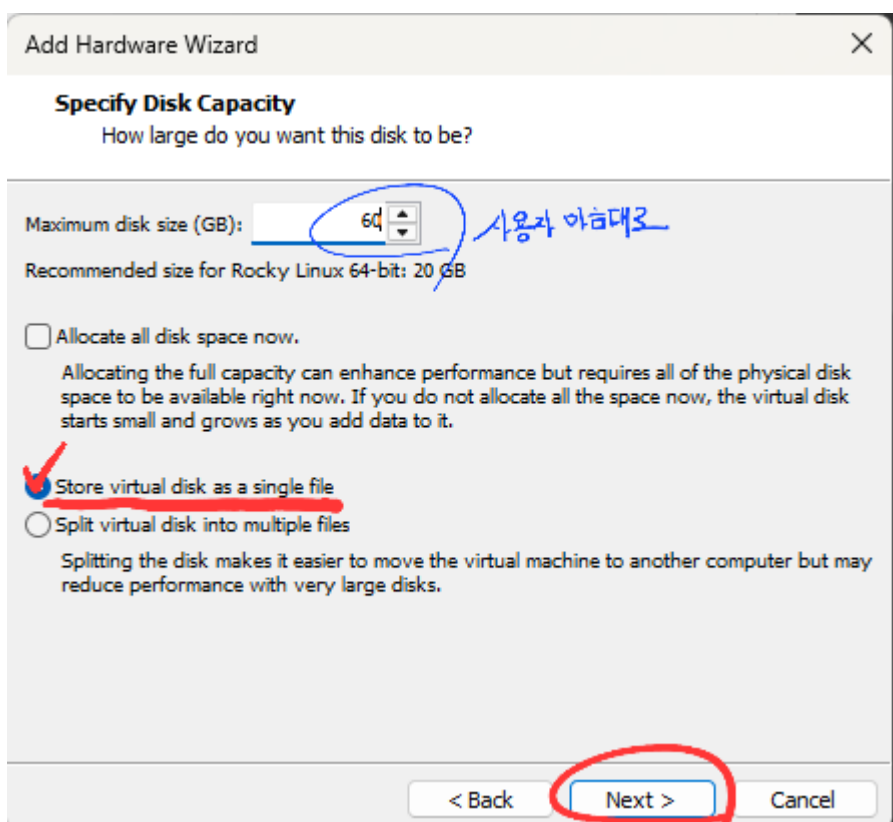 Add Hardware Wizard
Specify Disk Capacity
How large do you want this disk to be?
Maximum disk size (GB): 60
사용자 마음대로
Recommended size for Rocky Linux 64-bit: 20 GB
Allocate all disk space now.
Allocating the full capacity can enhance performance but requires all of the physical disk
space to be available right now. If you do not allocate all the space now, the virtual disk
starts small and grows as you add data to it.
Store virtual disk as a single file
Split virtual disk into multiple files
Splitting the disk makes it easier to move the virtual machine to another computer but may
reduce performance with very large disks.
< Back Next > Cancel